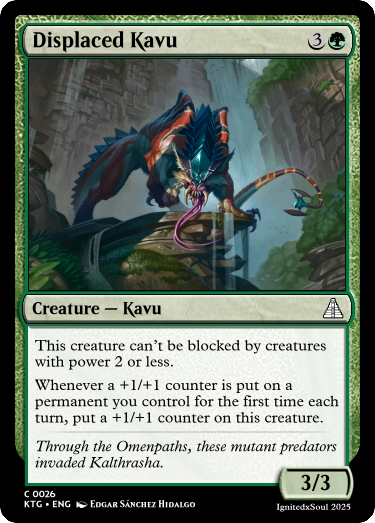 Displaced Kavu 3
Creature — Kavu
This creature can't be blocked by creatures
with power 2 or less.
Whenever a +1/+1 counter is put on a
permanent you control for the first time each
turn, put a +1/+1 counter on this creature.
Through the Omenpaths, these mutant predators
invaded Kalthrasha.
3/3
C 0026
KTG • ENG Edgar Sánchez Hidalgo
IgnitedxSoul 2025